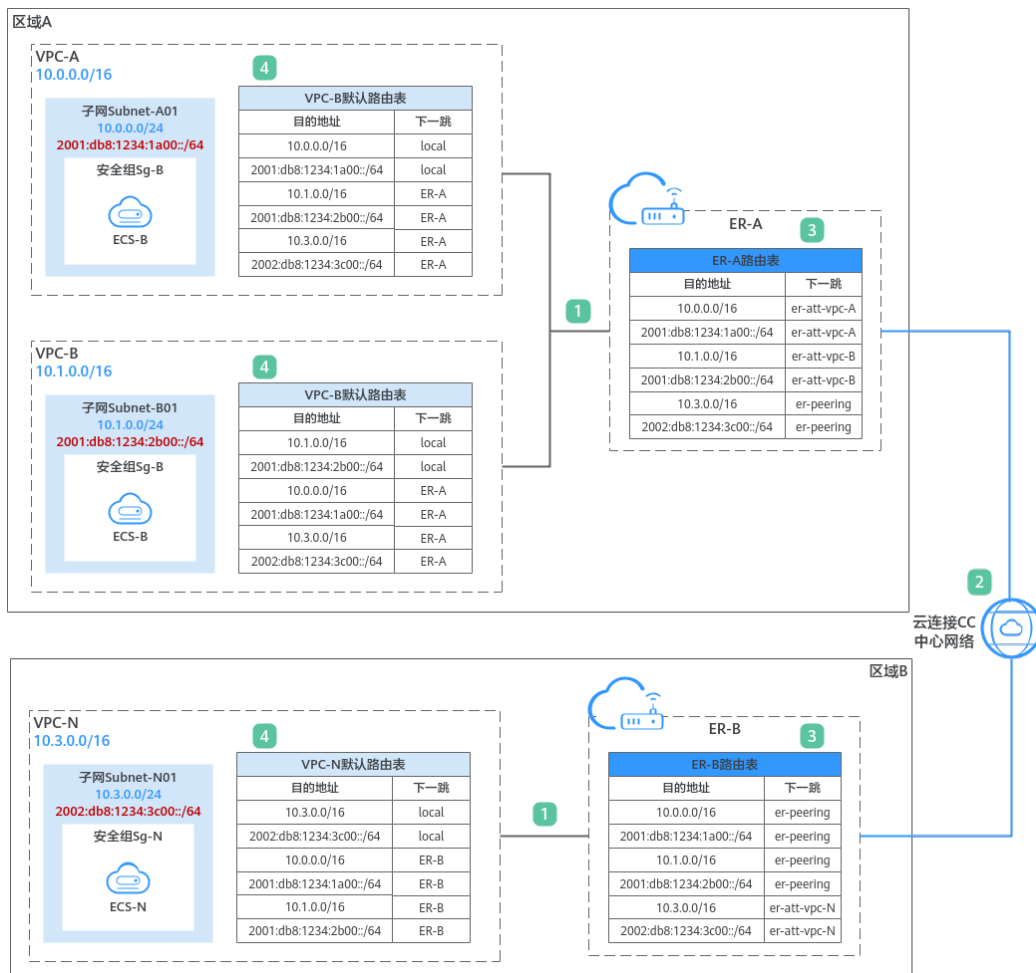 区域A
VPC-A
10.0.0.0/16
4
子网Subnet-A01
10.0.0.0/24
2001:db8:1234:1a00::/64
安全组Sg-B
ECS-B
VPC-B默认路由表
目的地址 下一跳
10.0.0.0/16 local
2001:db8:1234:1a00::/64 local
10.1.0.0/16 ER-A
2001:db8:1234:2b00::/64 ER-A
10.3.0.0/16 ER-A
2002:db8:1234:3c00::/64 ER-A
VPC-B
10.1.0.0/16
4
子网Subnet-B01
10.1.0.0/24
2001:db8:1234:2b00::/64
安全组Sg-B
ECS-B
VPC-B默认路由表
目的地址 下一跳
10.1.0.0/16 local
2001:db8:1234:2b00::/64 local
10.0.0.0/16 ER-A
2001:db8:1234:1a00::/64 ER-A
10.3.0.0/16 ER-A
2002:db8:1234:3c00::/64 ER-A
1
ER-A
3
ER-A路由表
目的地址 下一跳
10.0.0.0/16 er-att-vpc-A
2001:db8:1234:1a00::/64 er-att-vpc-A
10.1.0.0/16 er-att-vpc-B
2001:db8:1234:2b00::/64 er-att-vpc-B
10.3.0.0/16 er-peering
2002:db8:1234:3c00::/64 er-peering
2
云连接CC
中心网络
区域B
VPC-N
10.3.0.0/16
4
子网Subnet-N01
10.3.0.0/24
2002:db8:1234:3c00::/64
安全组Sg-N
ECS-N
VPC-N默认路由表
目的地址 下一跳
10.3.0.0/16 local
2002:db8:1234:3c00::/64 local
10.0.0.0/16 ER-B
2001:db8:1234:1a00::/64 ER-B
10.1.0.0/16 ER-B
2001:db8:1234:2b00::/64 ER-B
1
ER-B
3
ER-B路由表
目的地址 下一跳
10.0.0.0/16 er-peering
2001:db8:1234:1a00::/64 er-peering
10.1.0.0/16 er-peering
2001:db8:1234:2b00::/64 er-peering
10.3.0.0/16 er-att-vpc-N
2002:db8:1234:3c00::/64 er-att-vpc-N